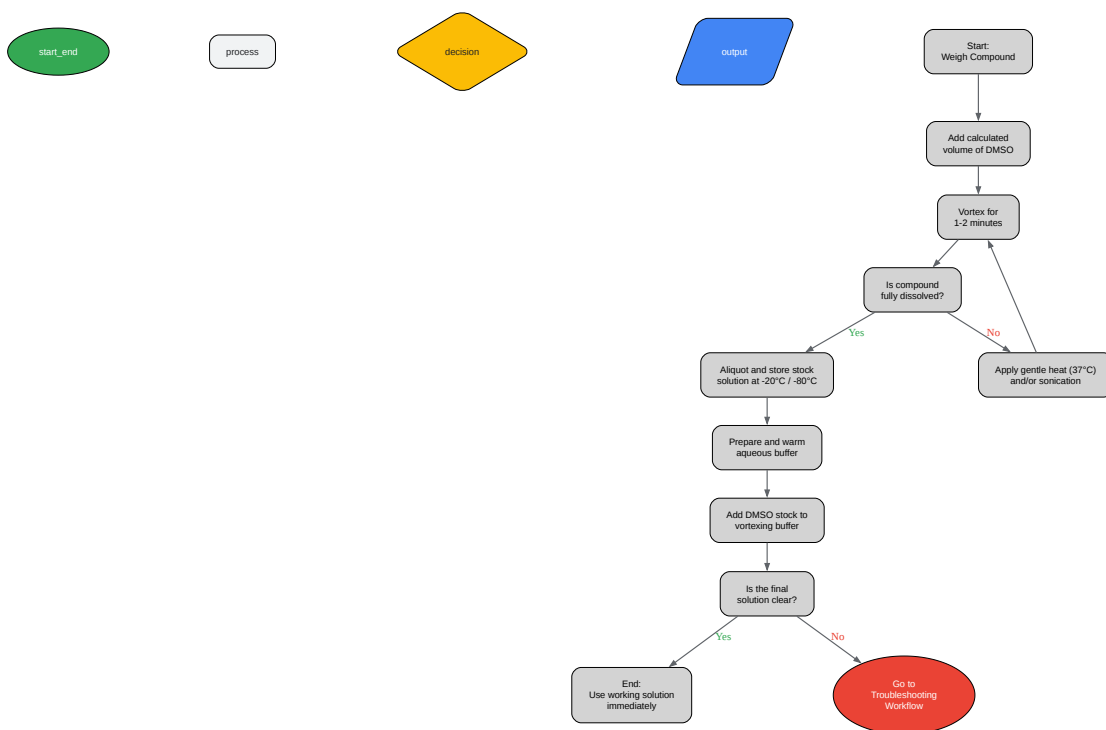 start_end
process
decision
output
Start:
Weigh Compound
Add calculated
volume of DMSO
Vortex for
1-2 minutes
Is compound
fully dissolved?
Yes
No
Aliquot and store stock
solution at -20°C / -80°C
Apply gentle heat (37°C)
and/or sonication
Prepare and warm
aqueous buffer
Add DMSO stock to
vortexing buffer
Is the final
solution clear?
Yes
No
End:
Use working solution
immediately
Go to
Troubleshooting
Workflow